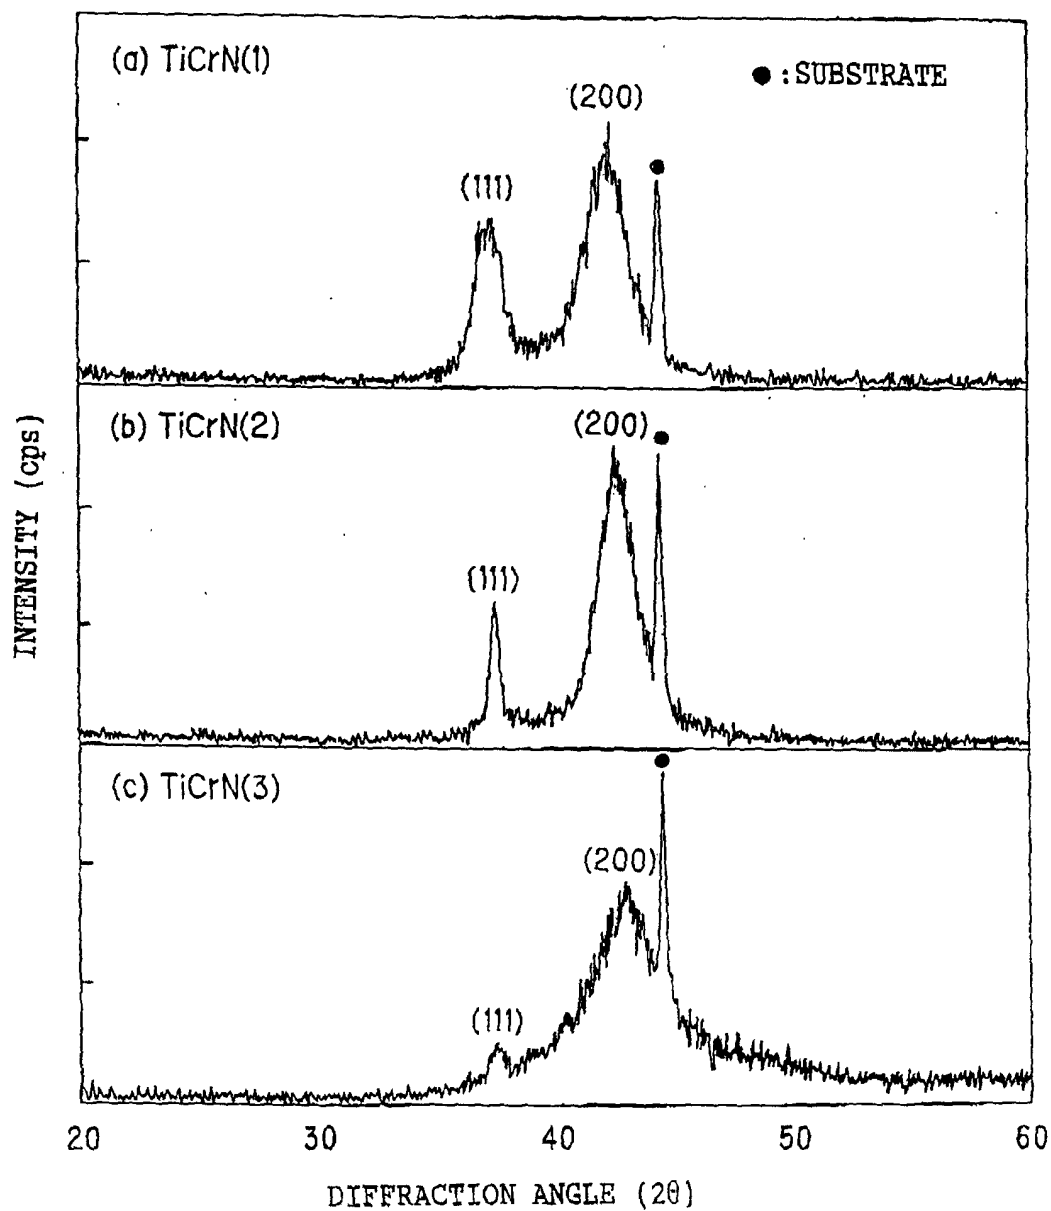 (a) TiCrN(1)
● :SUBSTRATE
(200)
(111)
(b) TiCrN(2)
(200)
(111)
(c) TiCrN(3)
(200)
(111)
INTENSITY (cps)
20 30 40 50 60
DIFFRACTION ANGLE (2θ)